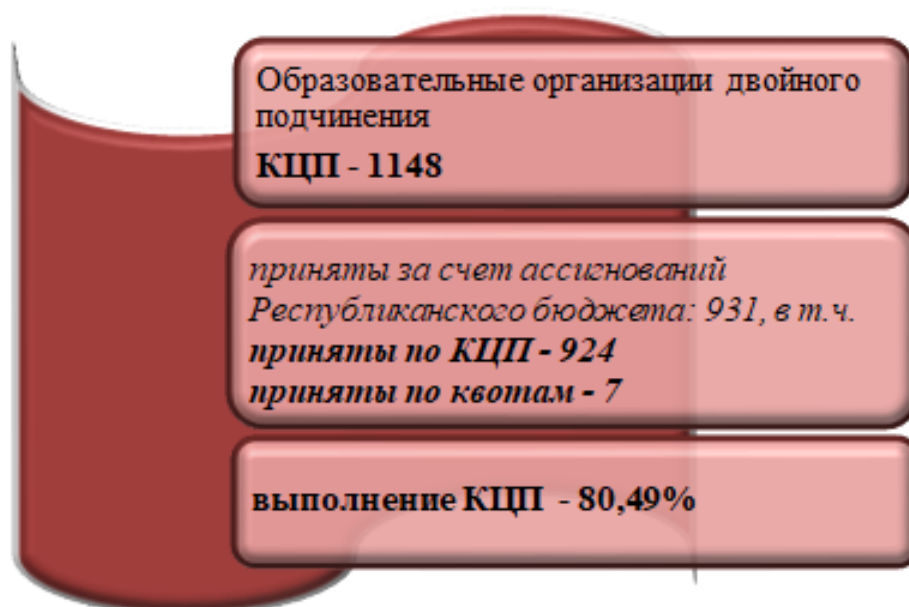 Образовательные организации двойного
подчинения
КЦП - 1148
приняты за счет ассигнований
Республиканского бюджета: 931, в т.ч.
приняты по КЦП - 924
приняты по квотам - 7
выполнение КЦП - 80,49%